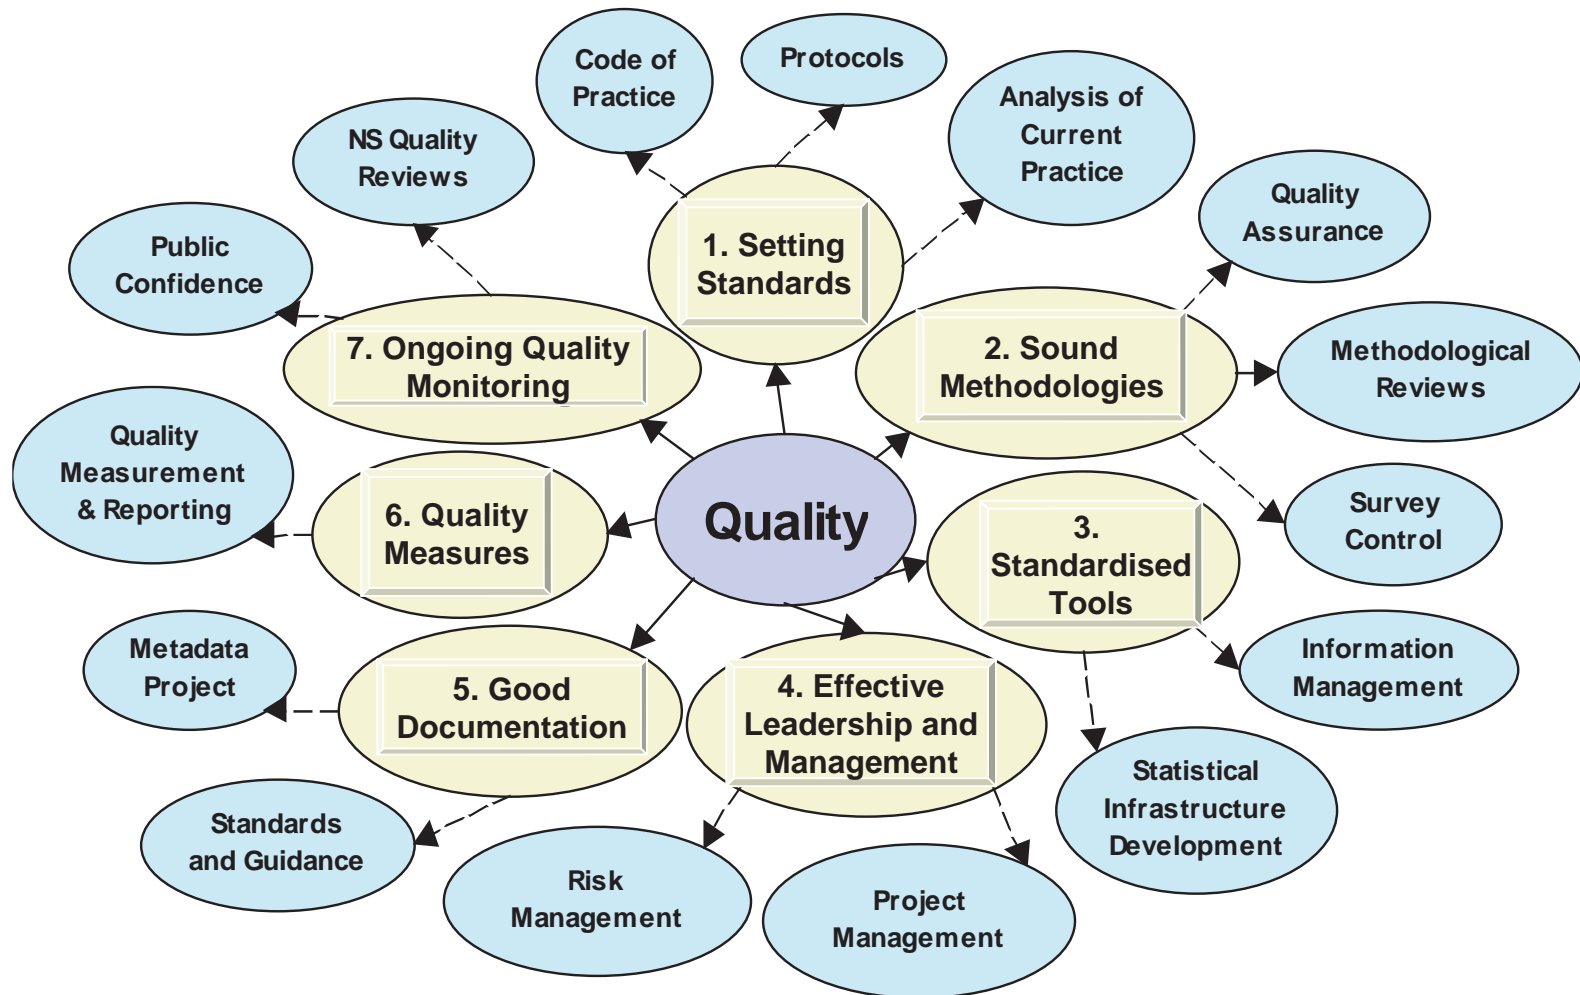 Code of
Practice
Protocols
Analysis of
Current
Practice
NS Quality
Reviews
Quality
Assurance
Public
Confidence
1. Setting
Standards
7. Ongoing Quality
Monitoring
2. Sound
Methodologies
Methodological
Reviews
Quality
Measurement
& Reporting
6. Quality
Measures
Quality
3.
Standardised
Tools
Survey
Control
Metadata
Project
5. Good
Documentation
4. Effective
Leadership and
Management
Information
Management
Standards
and Guidance
Risk
Management
Project
Management
Statistical
Infrastructure
Development